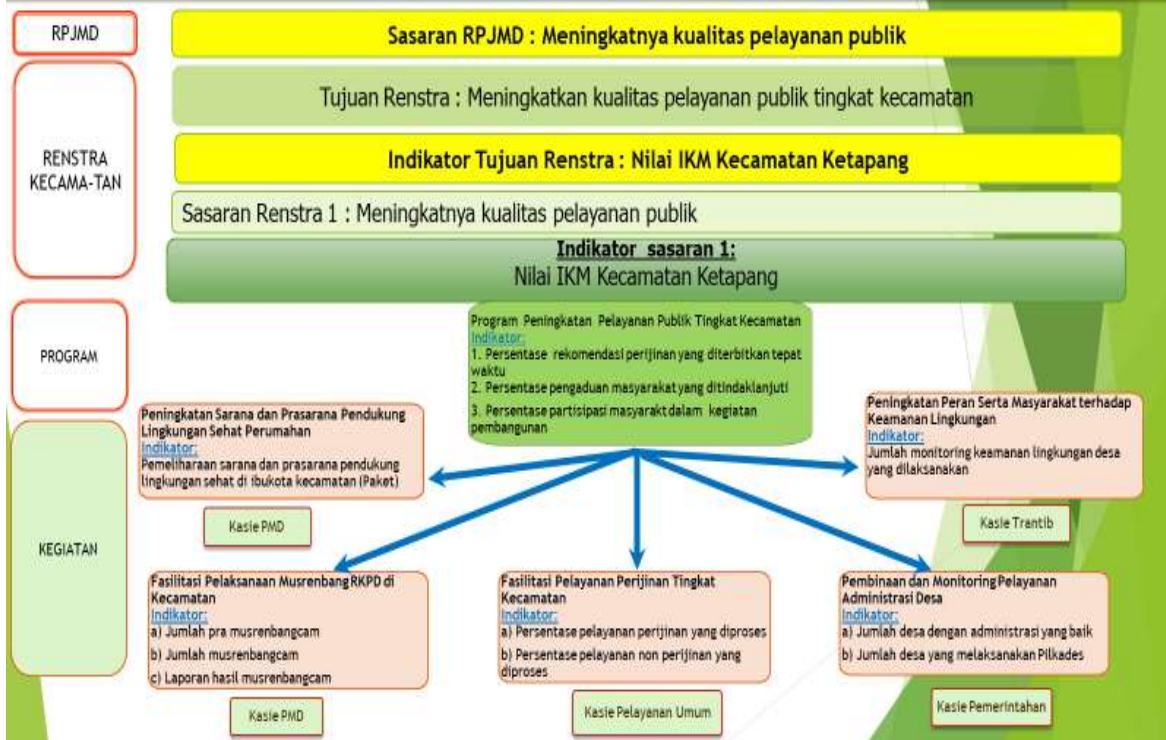 RPJMD
Sasaran RPJMD : Meningkatnya kualitas pelayanan publik
Tujuan Renstra : Meningkatkan kualitas pelayanan publik tingkat kecamatan
RENSTRA
KECAMA-TAN
Indikator Tujuan Renstra : Nilai IKM Kecamatan Ketapang
Sasaran Renstra 1 : Meningkatnya kualitas pelayanan publik
Indikator sasaran 1:
Nilai IKM Kecamatan Ketapang
PROGRAM
Program Peningkatan Pelayanan Publik Tingkat Kecamatan
Indikator:
1. Persentase rekomendasi perijinan yang diterbitkan tepat
waktu
2. Persentase pengaduan masyarakat yang ditindaklanjuti
3. Persentase partisipasi masyarakt dalam kegiatan
pembangunan
KEGIATAN
Peningkatan Sarana dan Prasarana Pendukung
Lingkungan Sehat Perumahan
Indikator:
Pemeliharaan sarana dan prasarana pendukung
lingkungan sehat di ibukota kecamatan (Paket)
Kasie PMD
Peningkatan Peran Serta Masyarakat terhadap
Keamanan Lingkungan
Indikator:
Jumlah monitoring keamanan lingkungan desa
yang dilaksanakan
Kasie Trantib
Fasilitasi Pelaksanaan Musrenbang RKPD di
Kecamatan
Indikator:
a) Jumlah pra musrenbangcam
b) Jumlah musrenbangcam
c) Laporan hasil musrenbangcam
Kasie PMD
Fasilitasi Pelayanan Perijinan Tingkat
Kecamatan
Indikator:
a) Persentase pelayanan perijinan yang diproses
b) Persentase pelayanan non perijinan yang
diproses
Kasie Pelayanan Umum
Pembinaan dan Monitoring Pelayanan
Administrasi Desa
Indikator:
a) Jumlah desa dengan administrasi yang baik
b) Jumlah desa yang melaksanakan Pilkades
Kasie Pemerintahan